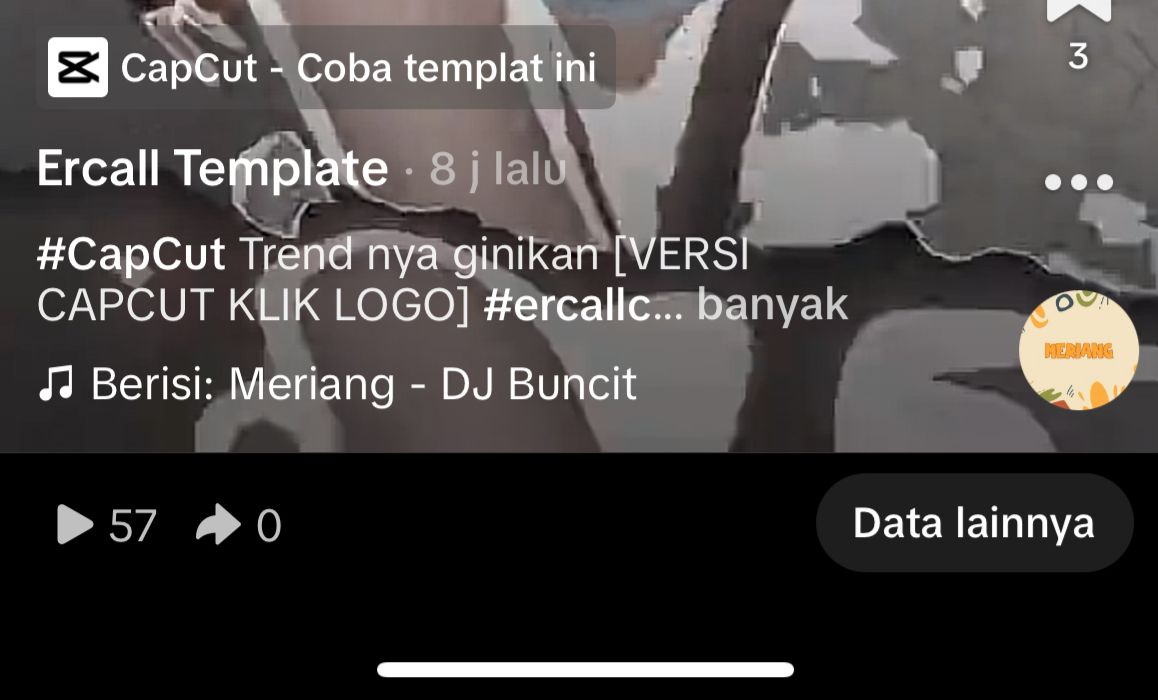 3
CapCut - Coba templat ini
Ercall Template · 8 j lalu
#CapCut Trend nya ginikan [VERSI
CAPCUT KLIK LOGO] #ercallc... banyak
MERIANG
Berisi: Meriang - DJ Buncit
57 0
Data lainnya